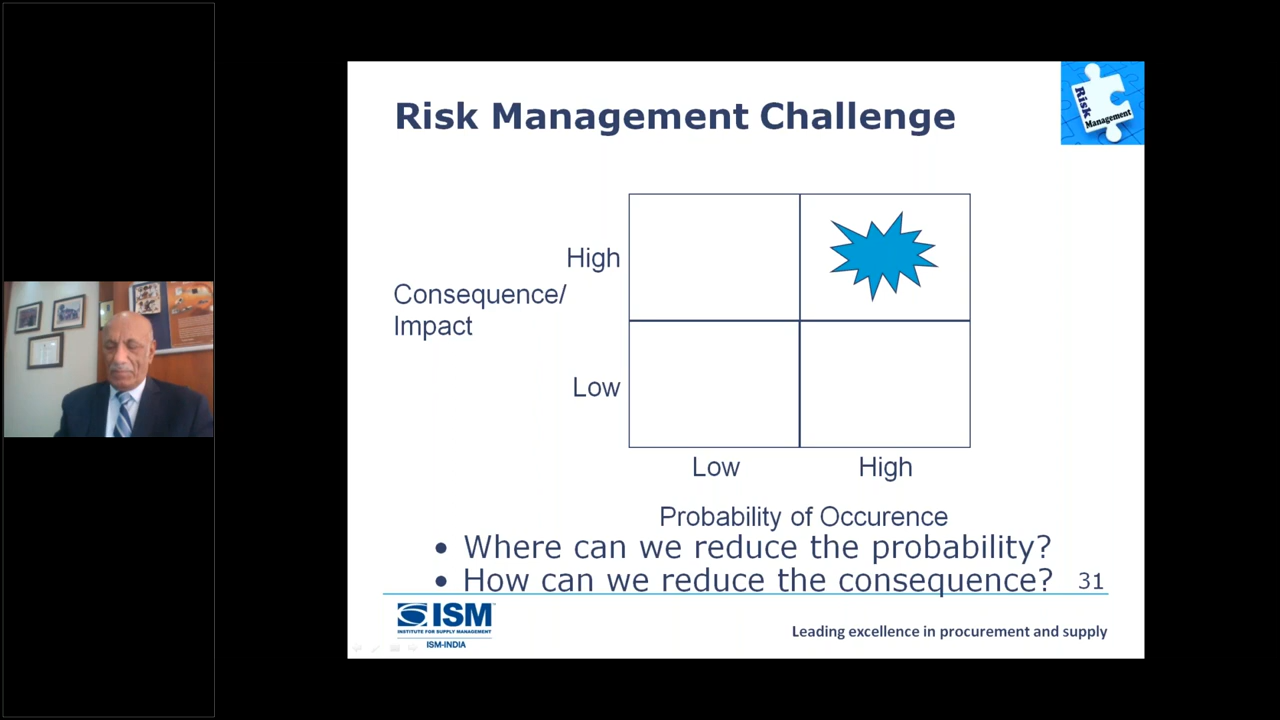 Risk Management Challenge
Risk
Management
High
Consequence/
Impact
Low
Low High
Probability of Occurence
• Where can we reduce the probability?
• How can we reduce the consequence? 31
ISM
INSTITUTE FOR SUPPLY MANAGEMENT
ISM-INDIA
Leading excellence in procurement and supply